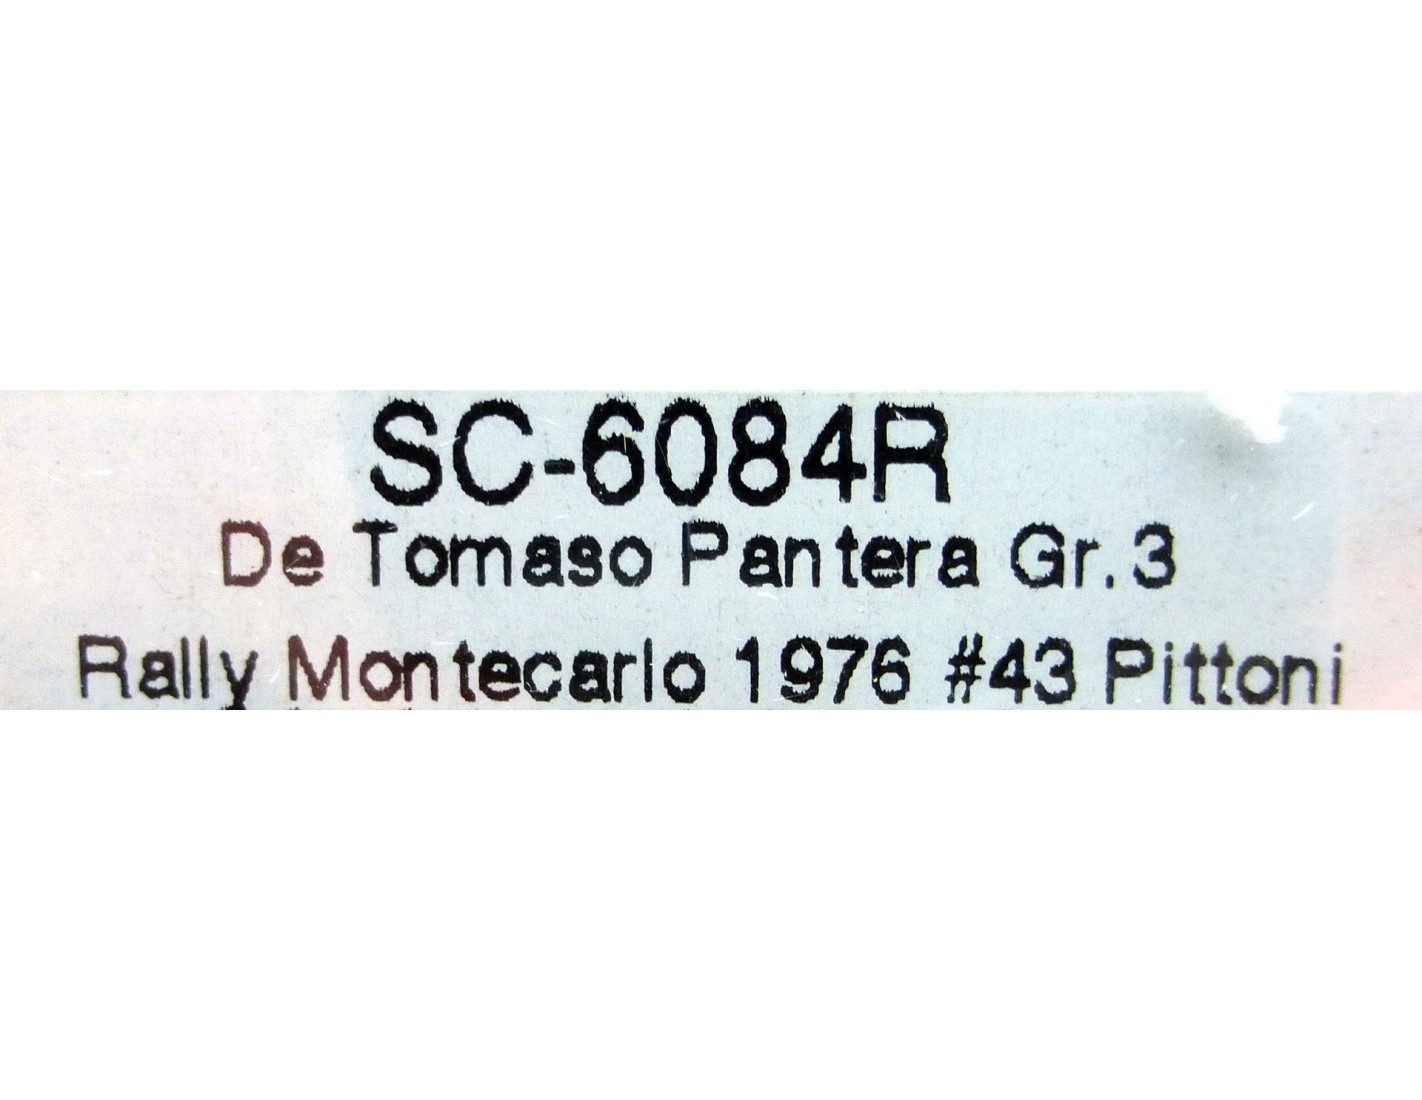 SC-6084R
De Tomaso Pantera Gr.3
Rally Montecarlo 1976 #43 Pittoni